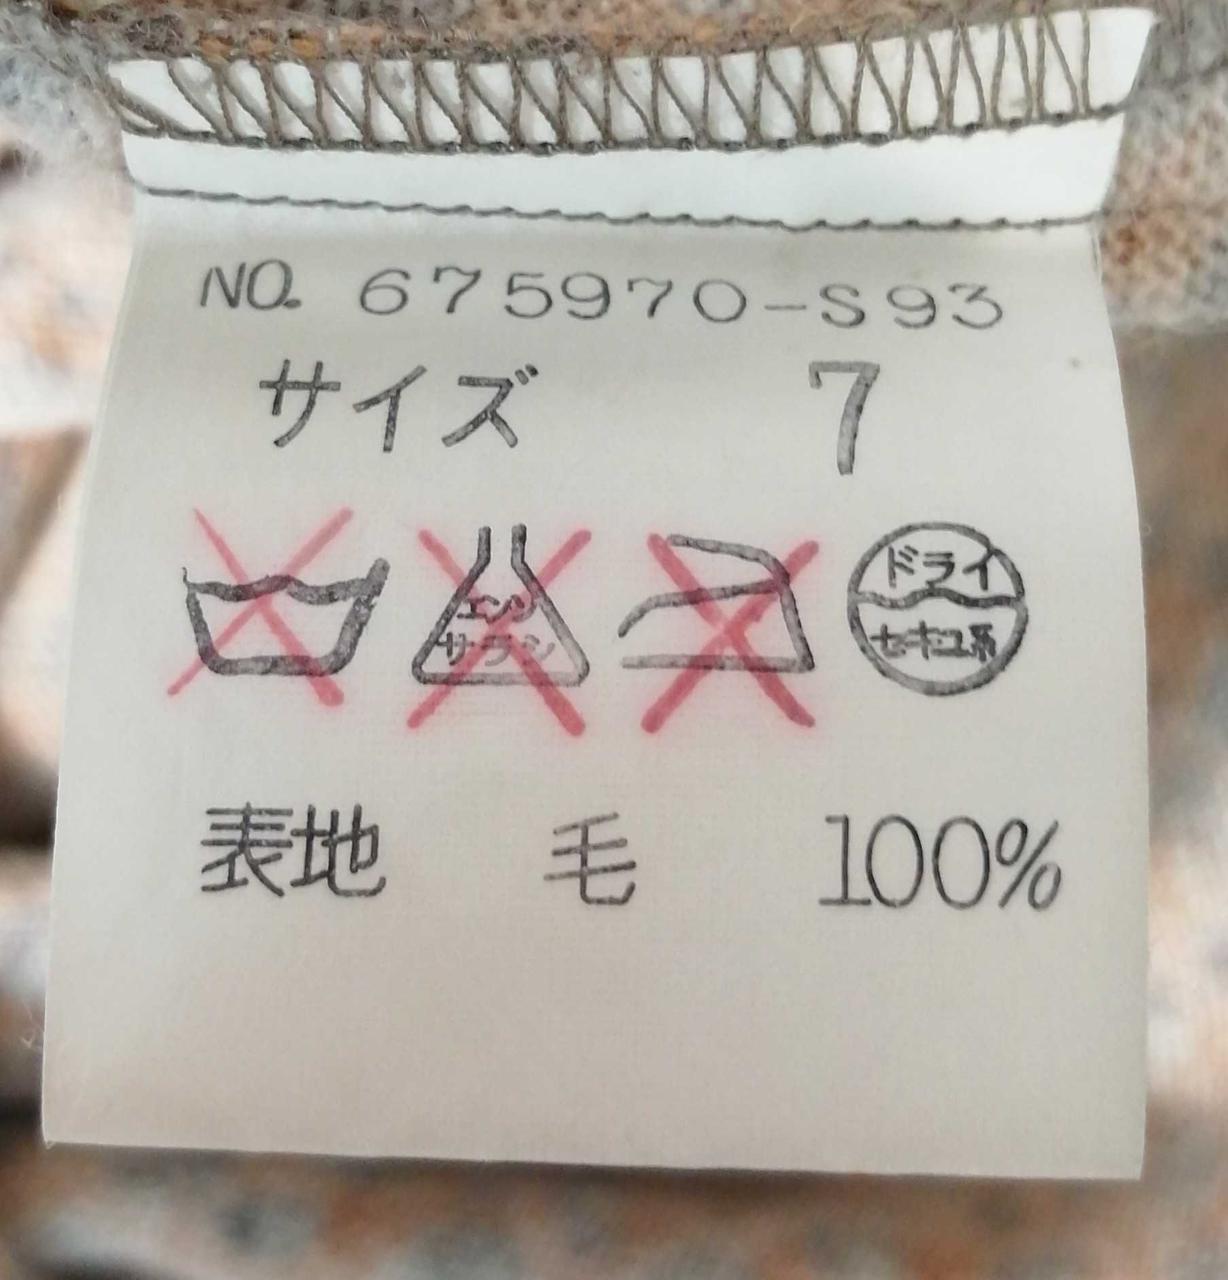 NO. 675970-S93
サイズ 7
エンソ
サラシ
ドライ
セキユ系
表地 毛 100%